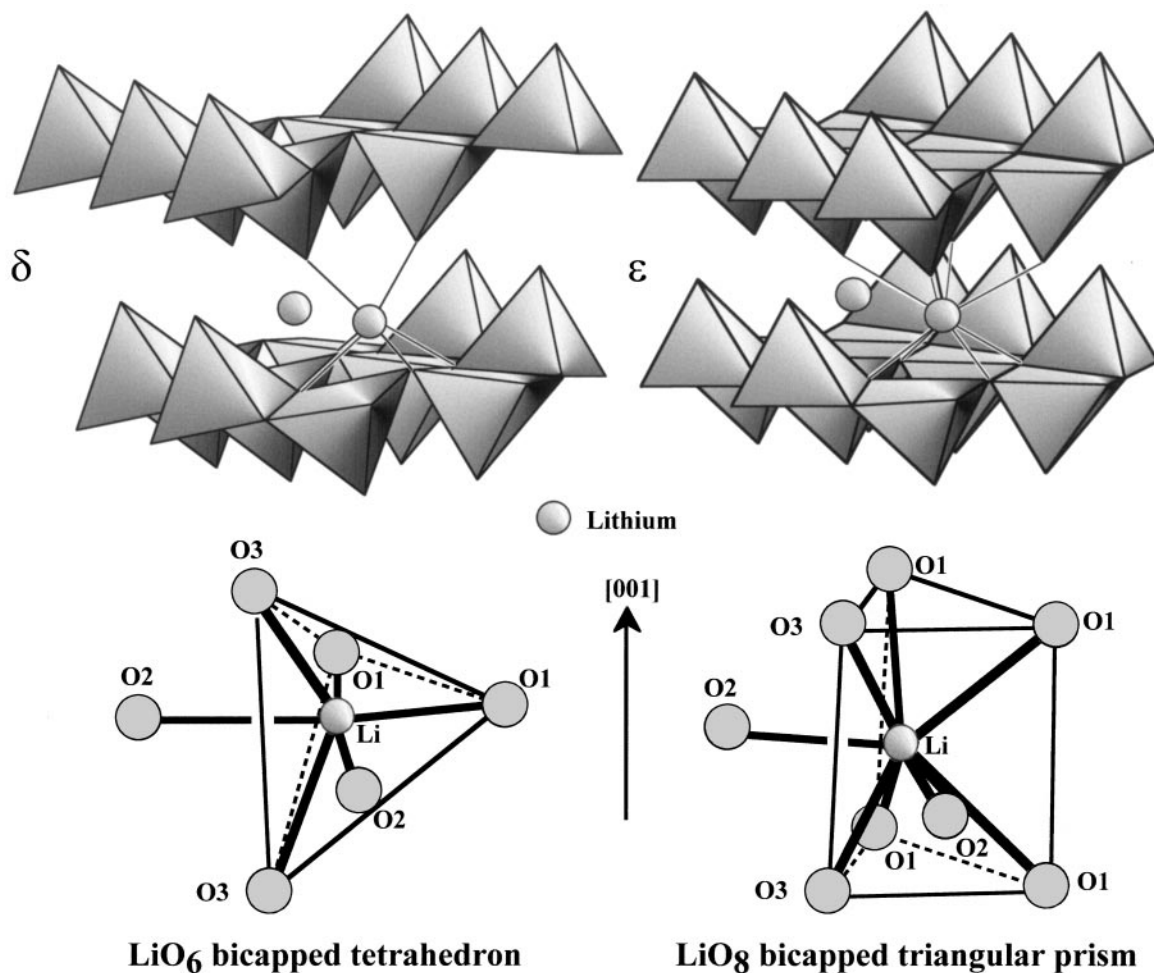 δ
ε
Lithium
O3
O2
O1
O1
Li
O2
O3
[001]
O1
O3
O1
O2
Li
O1
O2
O3
O1
LiO6 bicapped tetrahedron
LiO8 bicapped triangular prism